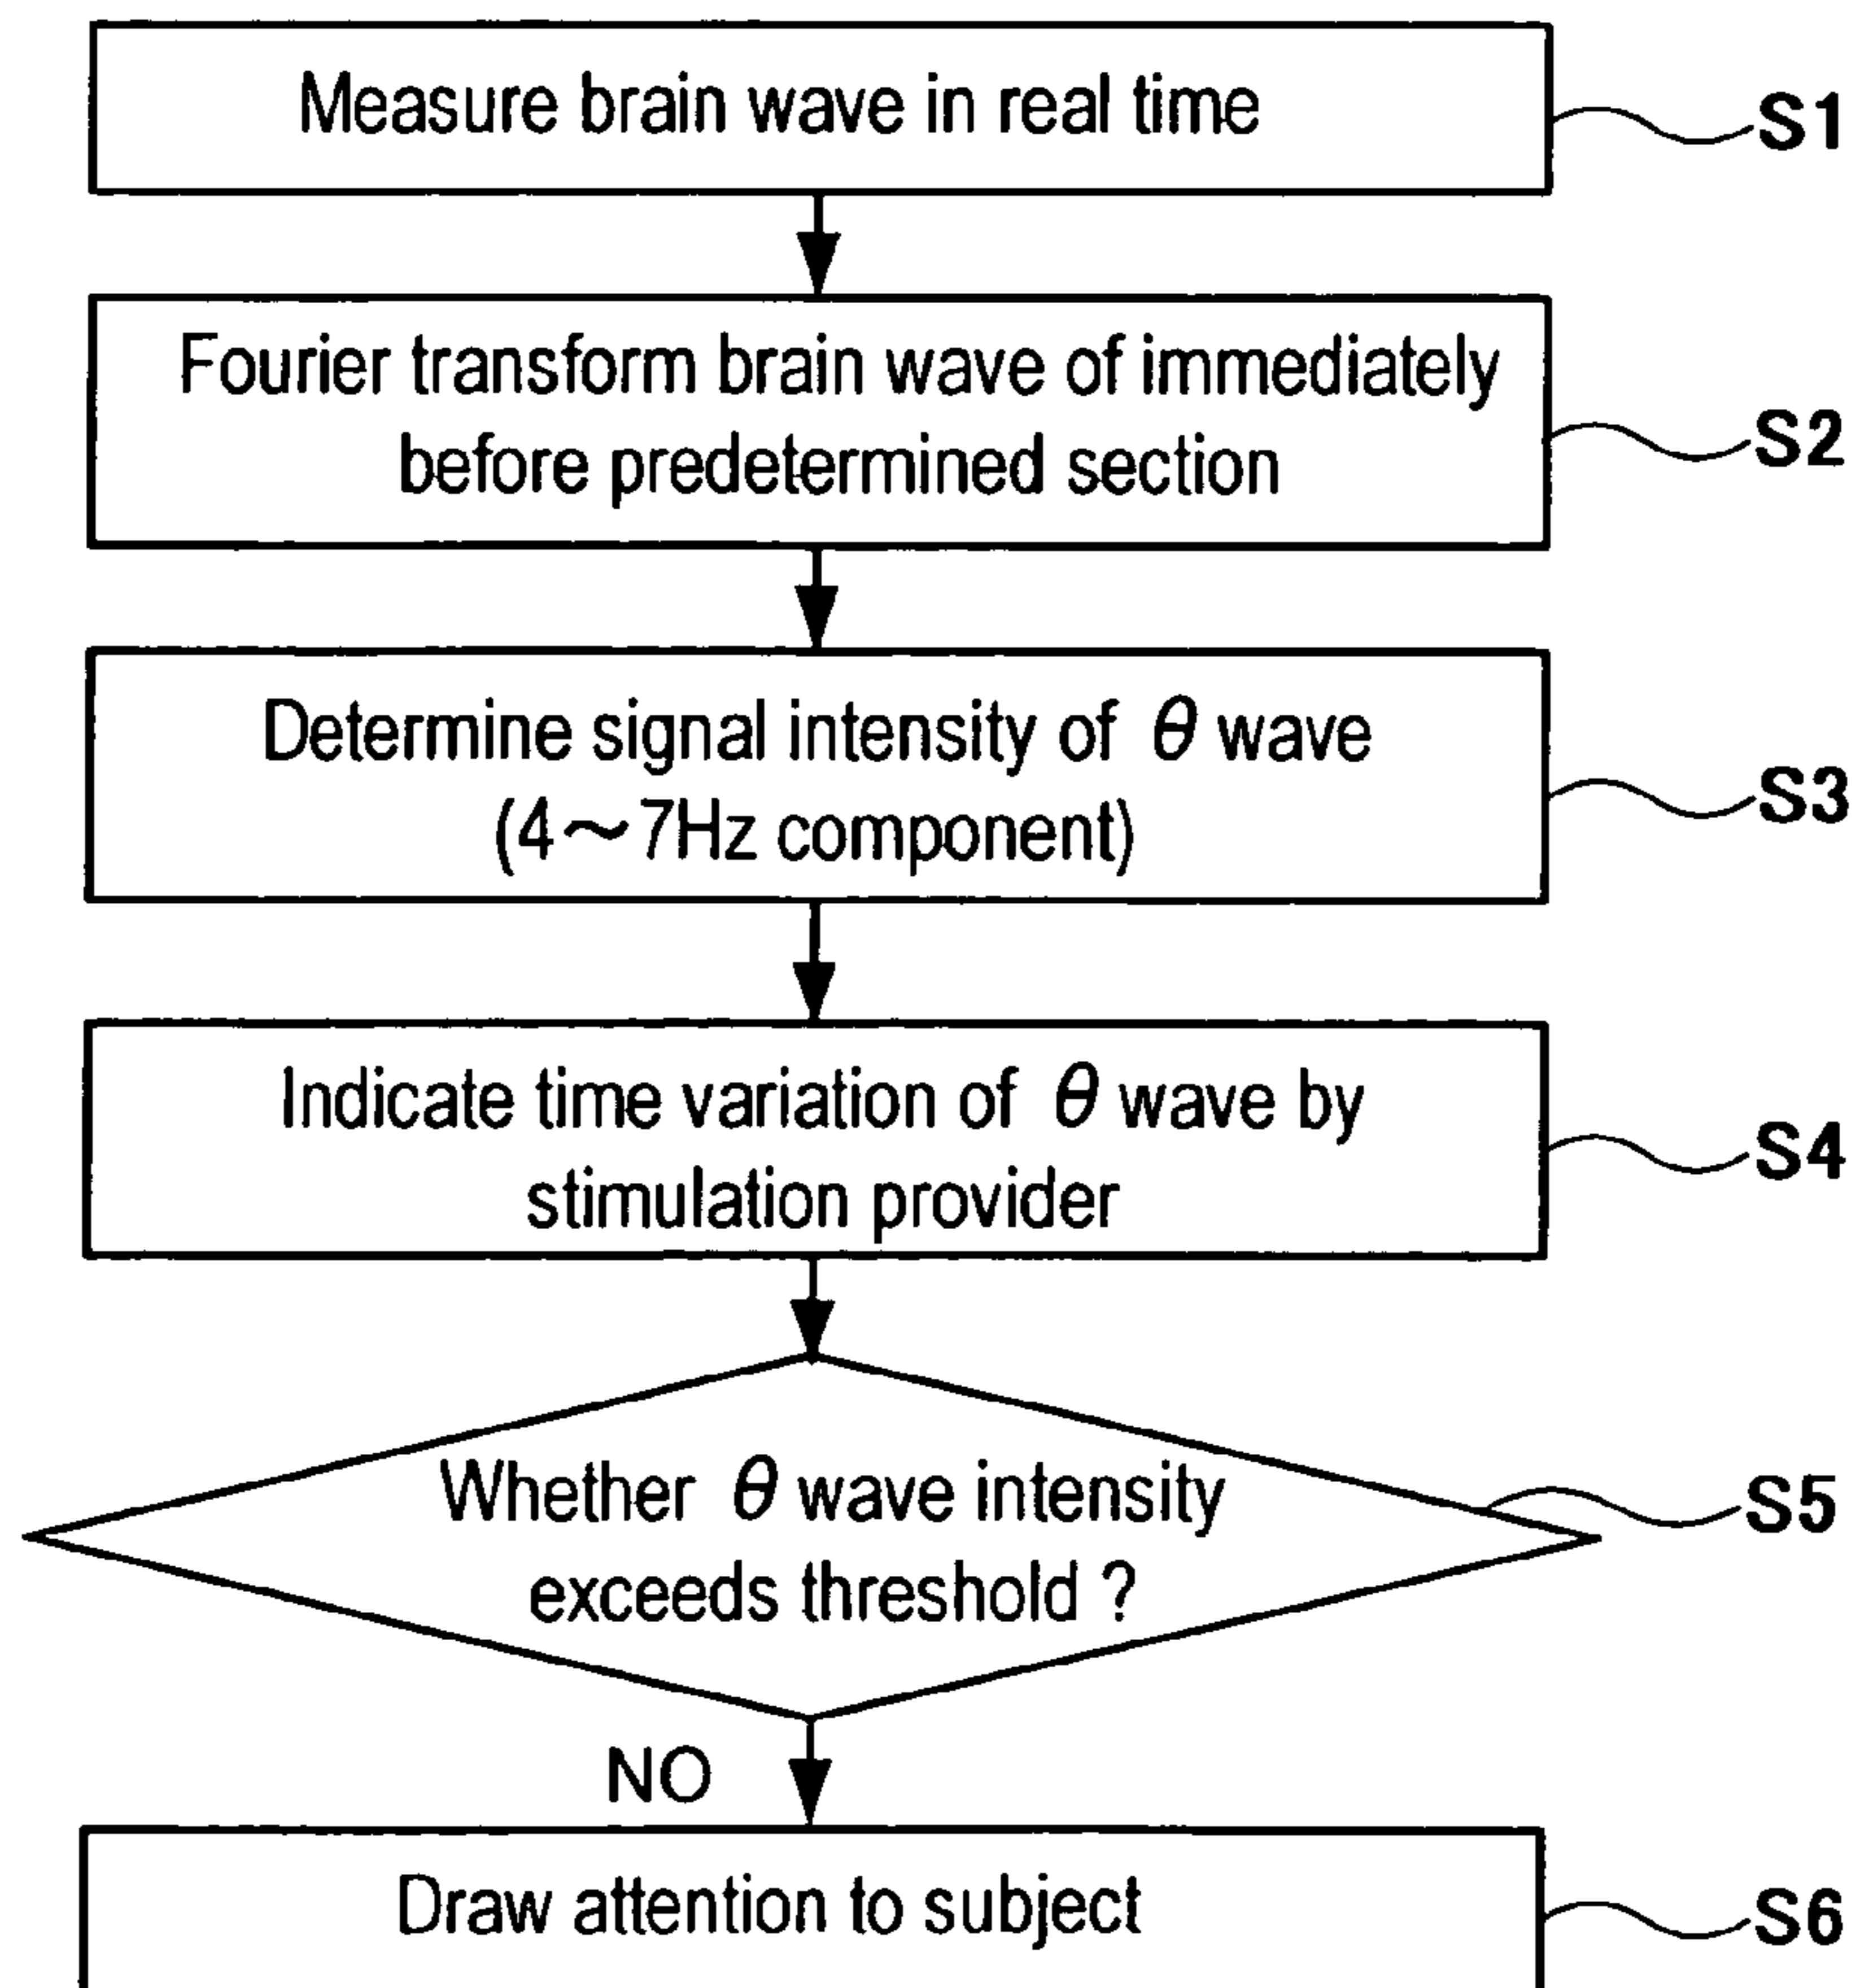 Measure brain wave in real time
S1
Fourier transform brain wave of immediately
before predetermined section
S2
Determine signal intensity of θ wave
(4～7Hz component)
S3
Indicate time variation of θ wave by
stimulation provider
S4
Whether θ wave intensity
exceeds threshold ?
S5
NO
Draw attention to subject
S6